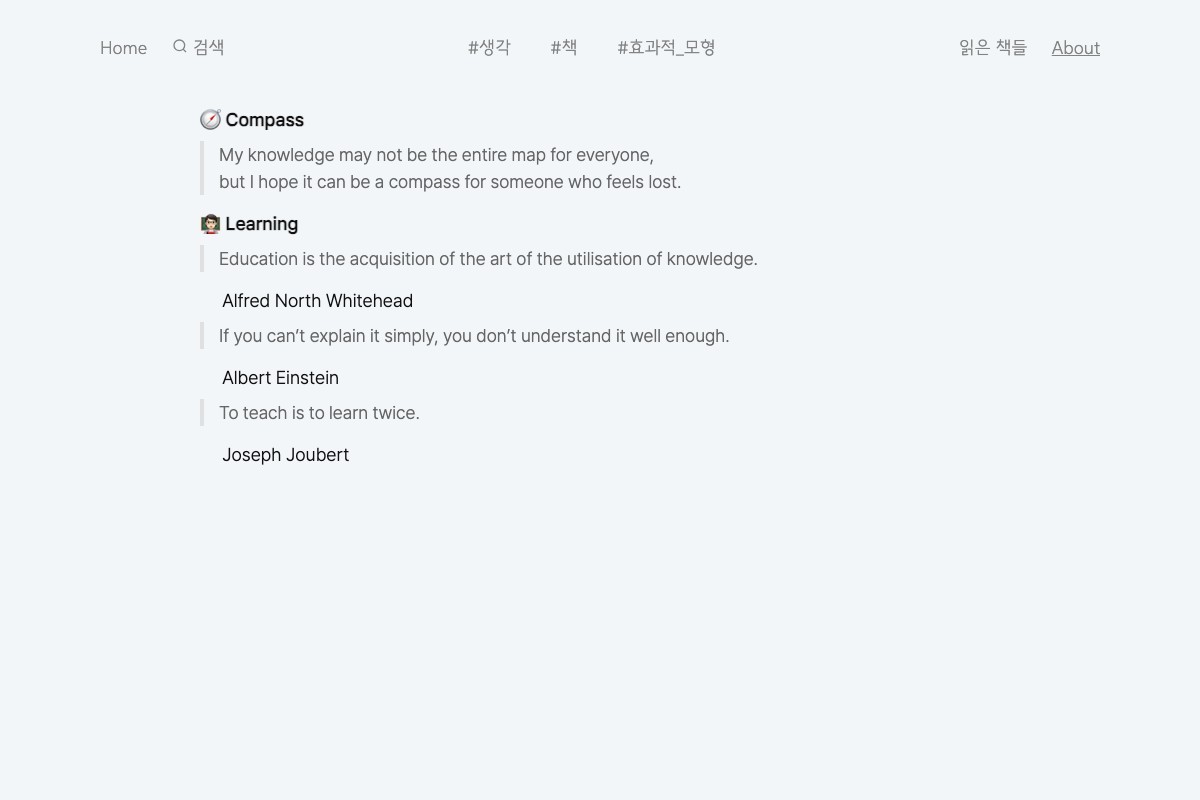 Home 검색 #생각 #책 #효과적_모형 읽은 책들 About
Compass
My knowledge may not be the entire map for everyone,
but I hope it can be a compass for someone who feels lost.
Learning
Education is the acquisition of the art of the utilisation of knowledge.
Alfred North Whitehead
If you can’t explain it simply, you don’t understand it well enough.
Albert Einstein
To teach is to learn twice.
Joseph Joubert